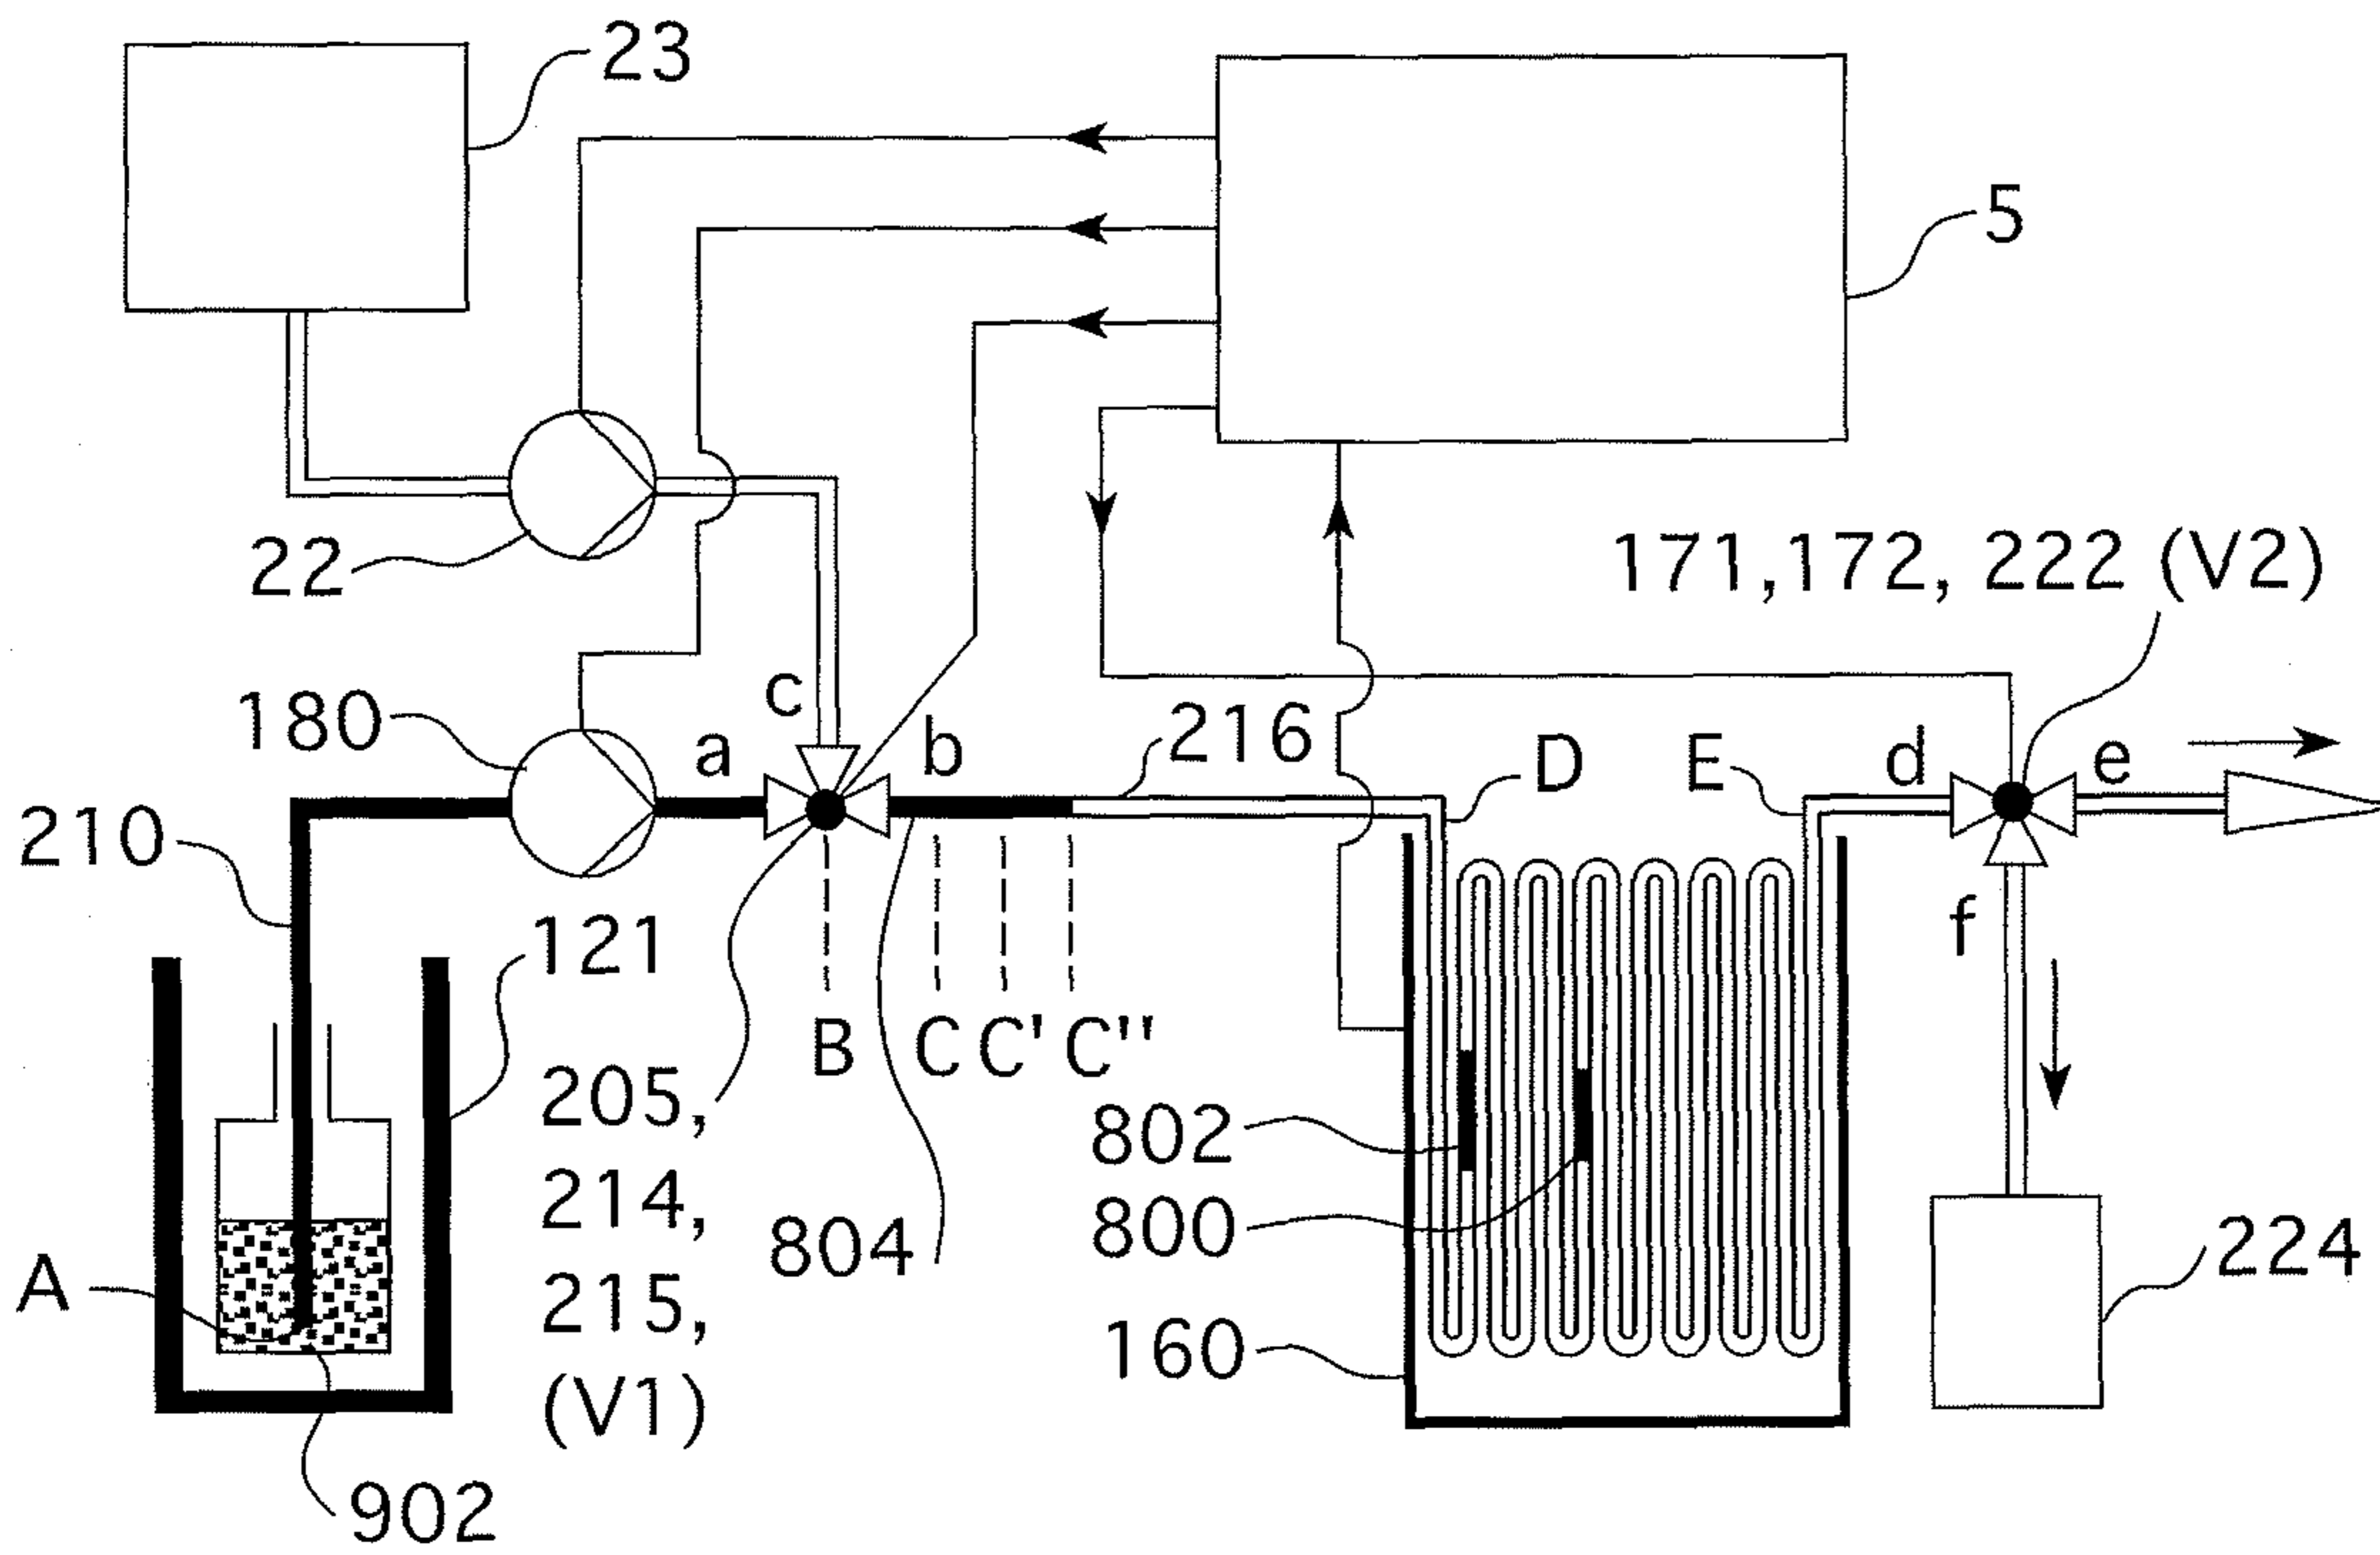 23
5
22
171,172, 222 (V2)
180
c
a
b
216
D
E
d
e
210
f
121
B
C
C'
C''
205,
214,
215,
(V1)
802
800
804
160
224
A
902